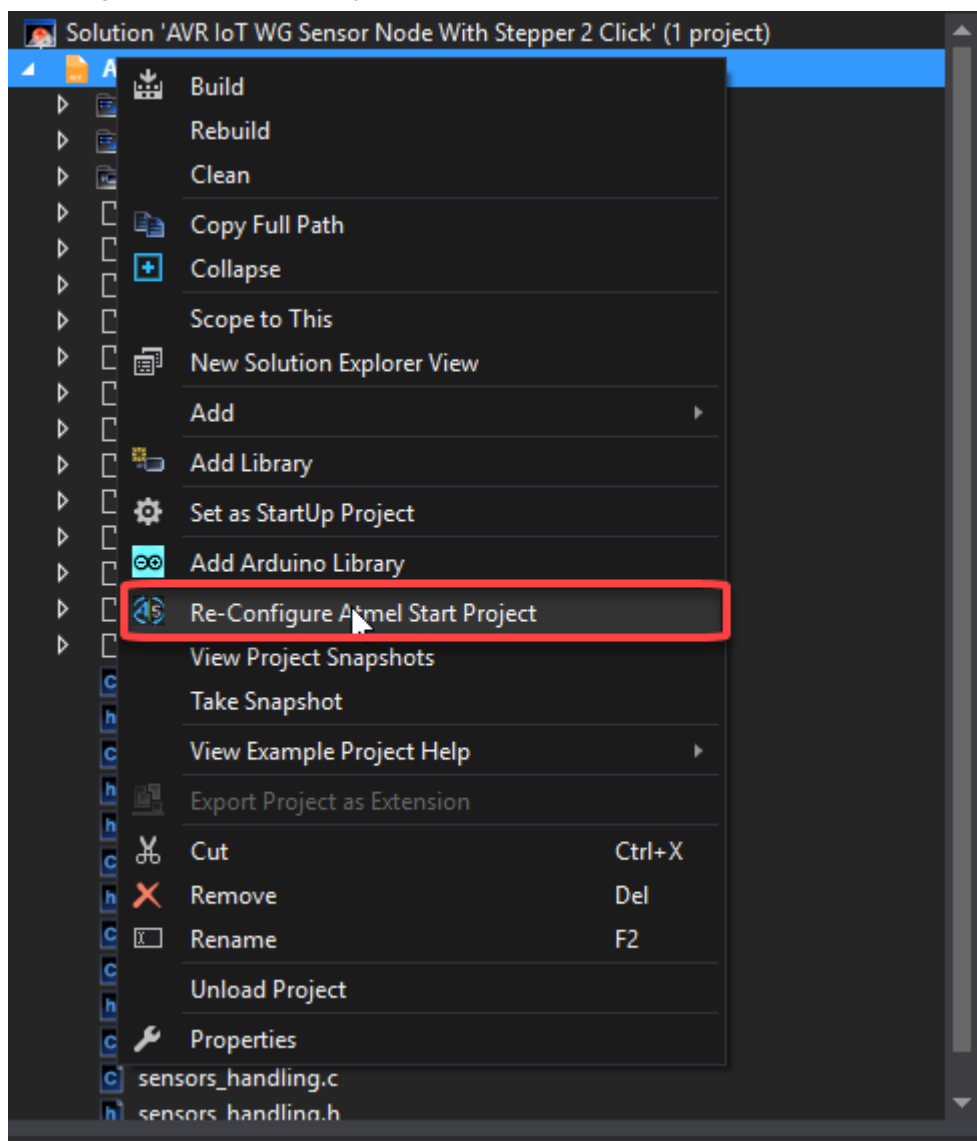 Solution 'AVR IoT WG Sensor Node With Stepper 2 Click' (1 project)
A
Build
Rebuild
Clean
Copy Full Path
Collapse
Scope to This
New Solution Explorer View
Add
Add Library
Set as StartUp Project
Add Arduino Library
Re-Configure Atmel Start Project
View Project Snapshots
Take Snapshot
View Example Project Help
Export Project as Extension
Cut Ctrl+X
Remove Del
Rename F2
Unload Project
Properties
sensors_handling.c
sensors_handling.h